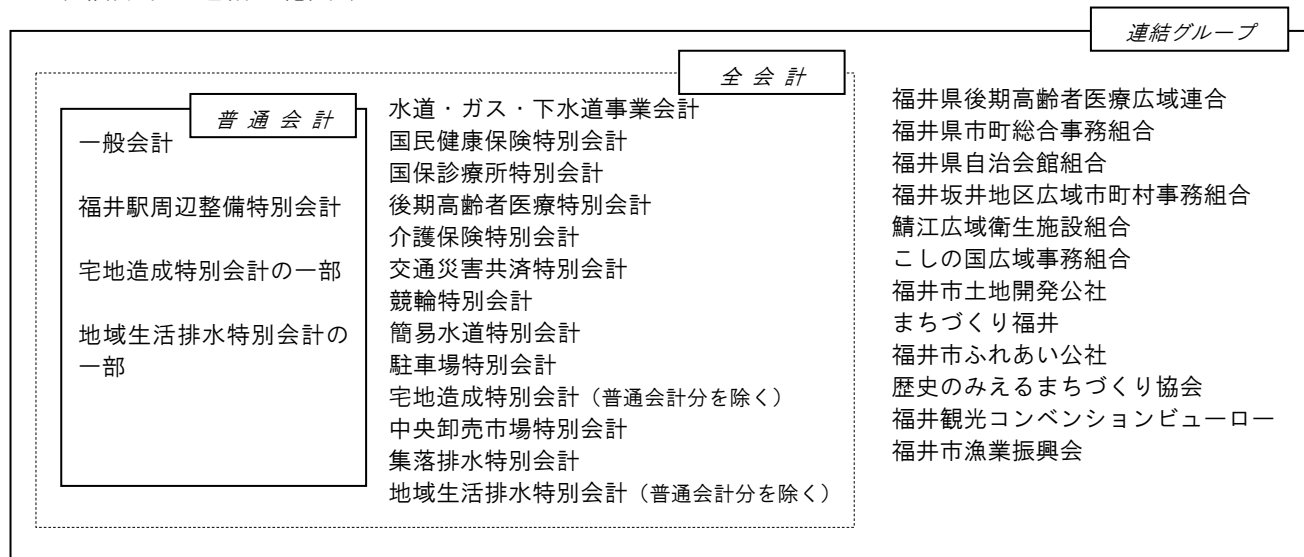 連結グループ
全会計
普通会計
一般会計
福井駅周辺整備特別会計
宅地造成特別会計の一部
地域生活排水特別会計の
一部
水道・ガス・下水道事業会計
国民健康保険特別会計
国保診療所特別会計
後期高齢者医療特別会計
介護保険特別会計
交通災害共済特別会計
競輪特別会計
簡易水道特別会計
駐車場特別会計
宅地造成特別会計（普通会計分を除く）
中央卸売市場特別会計
集落排水特別会計
地域生活排水特別会計（普通会計分を除く）
福井県後期高齢者医療広域連合
福井県市町総合事務組合
福井県自治会館組合
福井坂井地区広域市町村事務組合
鯖江広域衛生施設組合
こしの国広域事務組合
福井市土地開発公社
まちづくり福井
福井市ふれあい公社
歴史のみえるまちづくり協会
福井観光コンベンションビューロー
福井市漁業振興会